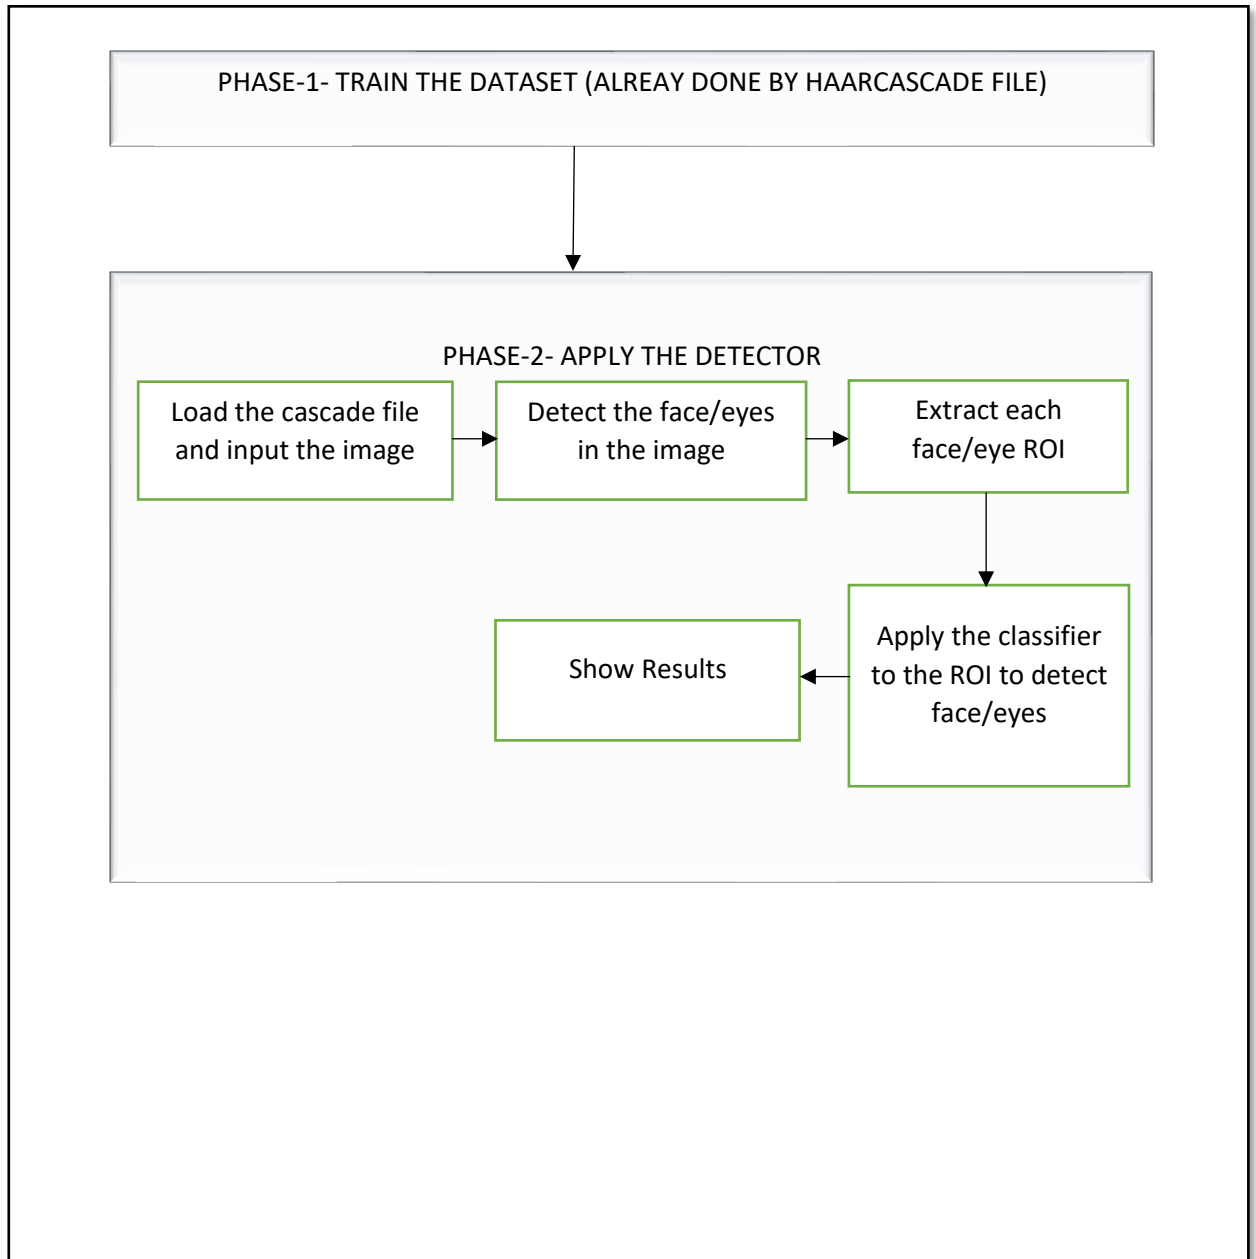 PHASE-1- TRAIN THE DATASET (ALREAY DONE BY HAARCASCADE FILE)
PHASE-2- APPLY THE DETECTOR
Load the cascade file
and input the image
Detect the face/eyes
in the image
Extract each
face/eye ROI
Apply the classifier
to the ROI to detect
face/eyes
Show Results